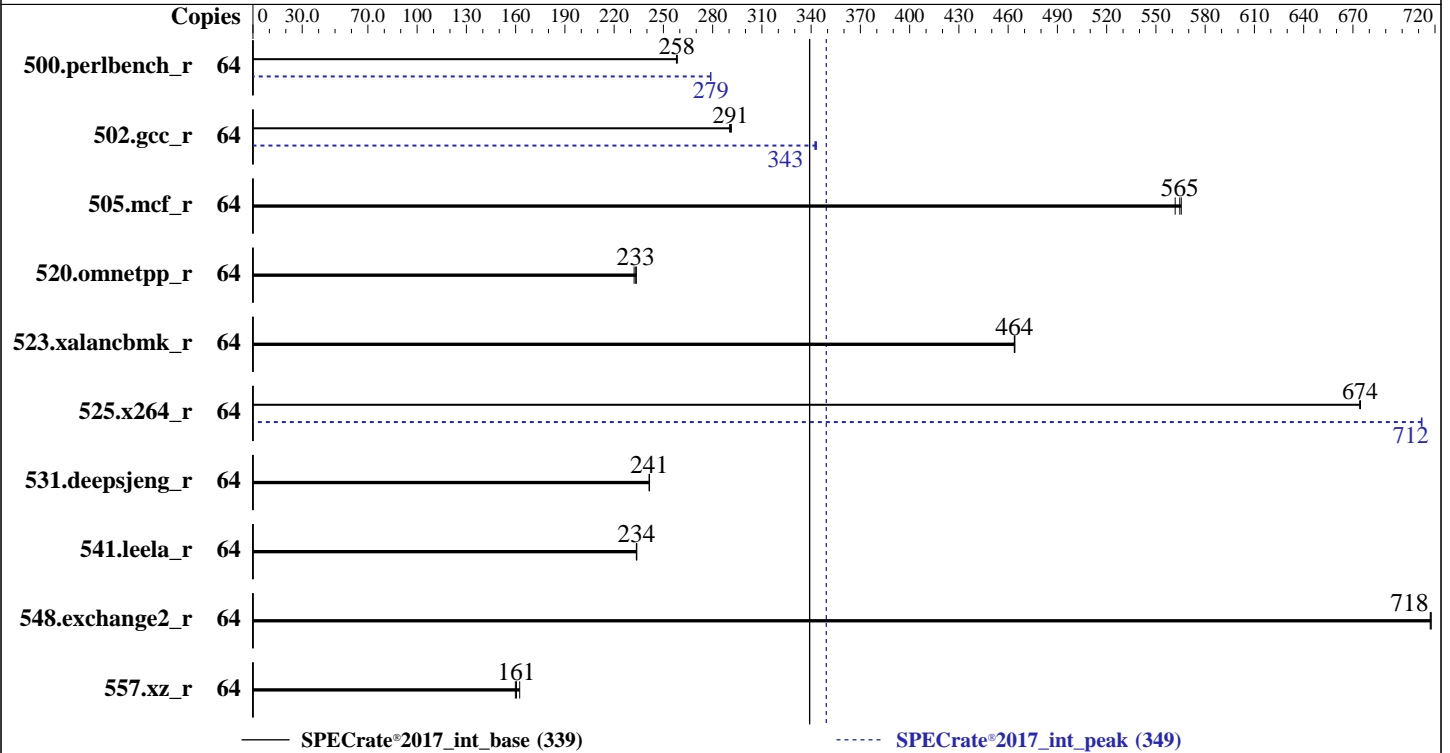 Copies 0 30.0 70.0 100 130 160 190 220 250 280 310 340 370 400 430 460 490 520 550 580 610 640 670 720
500.perlbench_r 64 258
279
502.gcc_r 64 291
343
505.mcf_r 64 565
520.omnetpp_r 64 233
523.xalancbmk_r 64 464
525.x264_r 64 674
712
531.deepsjeng_r 64 241
541.leela_r 64 234
548.exchange2_r 64 718
557.xz_r 64 161
SPECrate®2017_int_base (339) SPECrate®2017_int_peak (349)